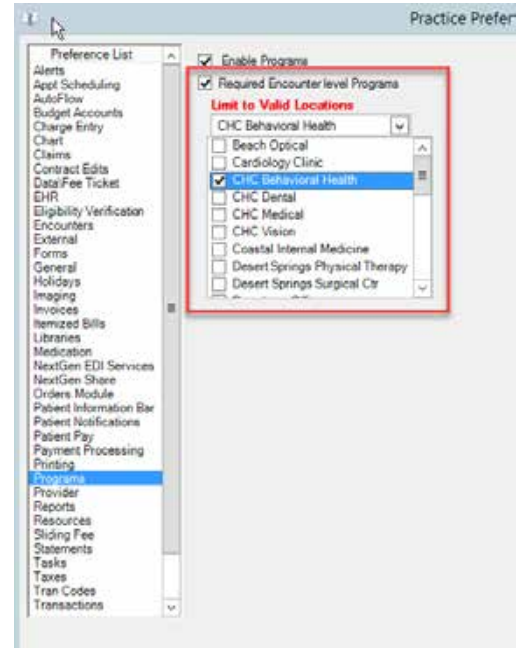 Practice Prefer
Preference List
Alerts
Appt Scheduling
AutoFlow
Budget Accounts
Charge Entry
Chart
Claims
Contract Edits
Data\Fee Ticket
EHR
Eligibility Verification
Encounters
External
Forms
General
Holidays
Imaging
Invoices
Itemized Bills
Libraries
Medication
NextGen EDI Services
NextGen Share
Orders Module
Patient Information Bar
Patient Notifications
Patient Pay
Payment Processing
Printing
Programs
Provider
Reports
Resources
Sliding Fee
Statements
Tasks
Taxes
Tran Codes
Transactions
Enable Programs
Required Encounter level Programs
Limit to Valid Locations
CHC Behavioral Health
Beach Optical
Cardiology Clinic
CHC Behavioral Health
CHC Dental
CHC Medical
CHC Vision
Coastal Internal Medicine
Desert Springs Physical Therapy
Desert Springs Surgical Ctr